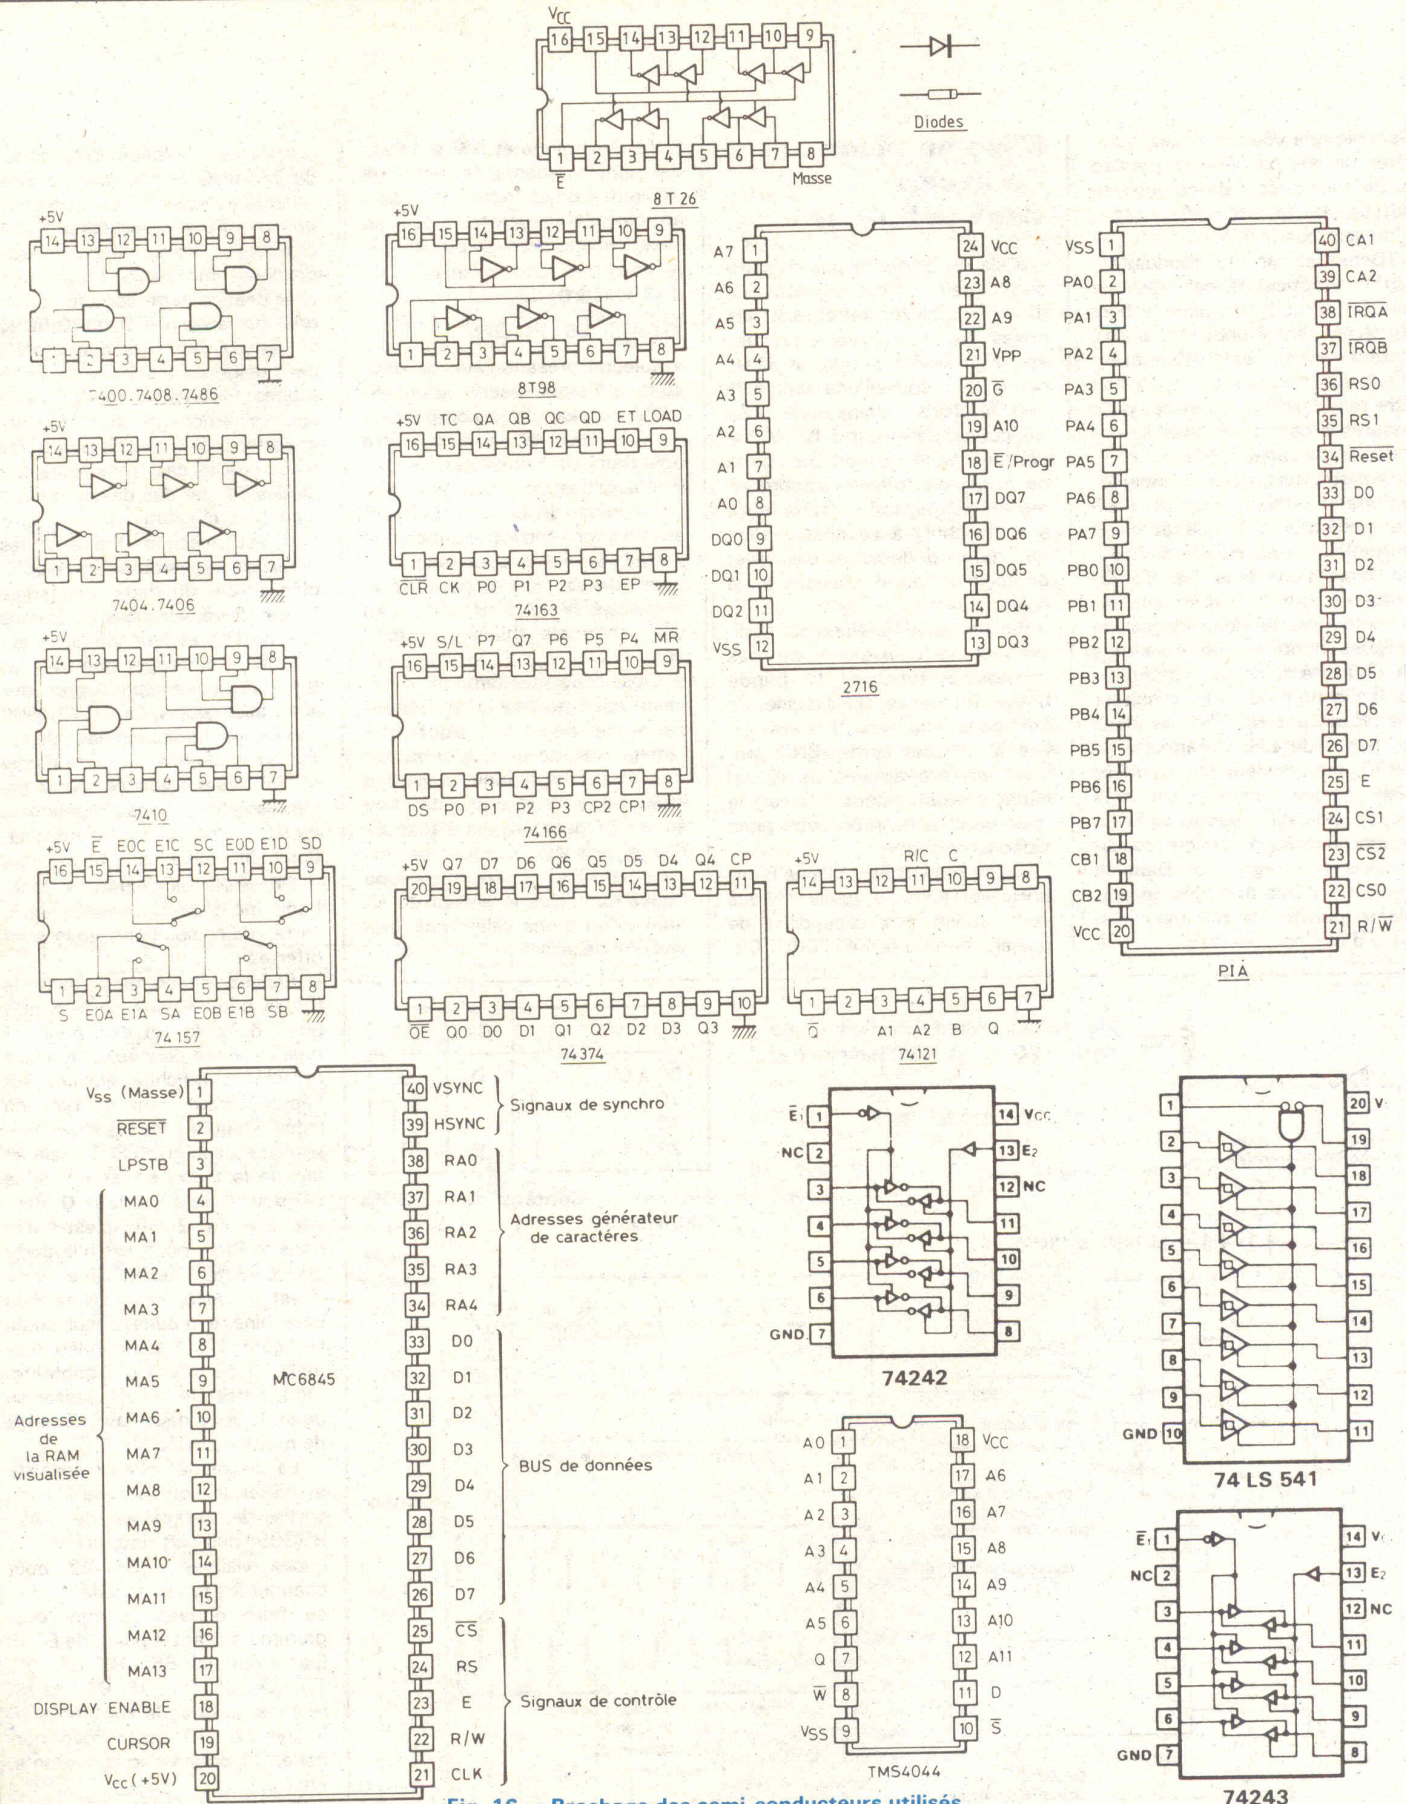 VCC
16 15 14 13 12 11 10 9
1 2 3 4 5 6 7 8
E̅ Masse
8T26
Diodes
+5V
14 13 12 11 10 9 8
1 2 3 4 5 6 7
7400.7408.7486
+5V
16 15 14 13 12 11 10 9
1 2 3 4 5 6 7 8
8T98
+5V
14 13 12 11 10 9 8
1 2 3 4 5 6 7
7404.7406
+5V TC QA QB QC QD ET LOAD
16 15 14 13 12 11 10 9
1 2 3 4 5 6 7 8
C̅L̅R̅ CK P0 P1 P2 P3 EP
74163
+5V
14 13 12 11 10 9 8
1 2 3 4 5 6 7
7410
+5V S/L P7 Q7 P6 P5 P4 M̅R̅
16 15 14 13 12 11 10 9
1 2 3 4 5 6 7 8
DS P0 P1 P2 P3 CP2 CP1
74166
+5V E̅ E0C E1C SC E0D E1D SD
16 15 14 13 12 11 10 9
1 2 3 4 5 6 7 8
S E0A E1A SA E0B E1B SB
74157
+5V Q7 D7 D6 Q6 Q5 D5 D4 Q4 CP
20 19 18 17 16 15 14 13 12 11
1 2 3 4 5 6 7 8 9 10
O̅E̅ Q0 D0 D1 Q1 Q2 D2 D3 Q3
74374
+5V R/C C
14 13 12 11 10 9 8
1 2 3 4 5 6 7
Q̅ A1 A2 B Q
74121
A7 1 24 VCC
A6 2 23 A8
A5 3 22 A9
A4 4 21 VPP
A3 5 20 G̅
A2 6 19 A10
A1 7 18 E̅/Progr
A0 8 17 DQ7
DQ0 9 16 DQ6
DQ1 10 15 DQ5
DQ2 11 14 DQ4
VSS 12 13 DQ3
2716
VSS 1 40 CA1
PA0 2 39 CA2
PA1 3 38 I̅R̅Q̅A̅
PA2 4 37 I̅R̅Q̅B̅
PA3 5 36 RS0
PA4 6 35 RS1
PA5 7 34 R̅e̅s̅e̅t̅
PA6 8 33 D0
PA7 9 32 D1
PB0 10 31 D2
PB1 11 30 D3
PB2 12 29 D4
PB3 13 28 D5
PB4 14 27 D6
PB5 15 26 D7
PB6 16 25 E
PB7 17 24 CS1
CB1 18 23 C̅S̅2̅
CB2 19 22 CS0
VCC 20 21 R/W̅
PIA
VSS (Masse) 1 40 VSYNC
R̅E̅S̅E̅T̅ 2 39 HSYNC
Signaux de synchro
LPSTB 3 38 RA0
MA0 4 37 RA1
MA1 5 36 RA2
MA2 6 35 RA3
MA3 7 34 RA4
Adresses générateur
de caractéres
MA4 8 33 D0
MA5 9 32 D1
MA6 10 31 D2
MA7 11 30 D3
MA8 12 29 D4
MA9 13 28 D5
MA10 14 27 D6
MA11 15 26 D7
BUS de données
MC6845
Adresses
de
la RAM
visualisée
MA12 16 25 C̅S̅
MA13 17 24 RS
DISPLAY ENABLE 18 23 E
CURSOR 19 22 R/W
VCC (+5V) 20 21 CLK
Signaux de contrôle
E̅1 1 14 VCC
NC 2 13 E2
3 12 NC
4 11
5 10
6 9
GND 7 8
74242
1 20 V
2 19
3 18
4 17
5 16
6 15
7 14
8 13
9 12
GND 10 11
74 LS 541
A0 1 18 VCC
A1 2 17 A6
A2 3 16 A7
A3 4 15 A8
A4 5 14 A9
A5 6 13 A10
Q 7 12 A11
W̅ 8 11 D
VSS 9 10 S̅
TMS4044
E̅1 1 14 V
NC 2 13 E2
3 12 NC
4 11
5 10
6 9
GND 7 8
74243
Fig. 16. - Brochage des semi-conducteurs utilisés